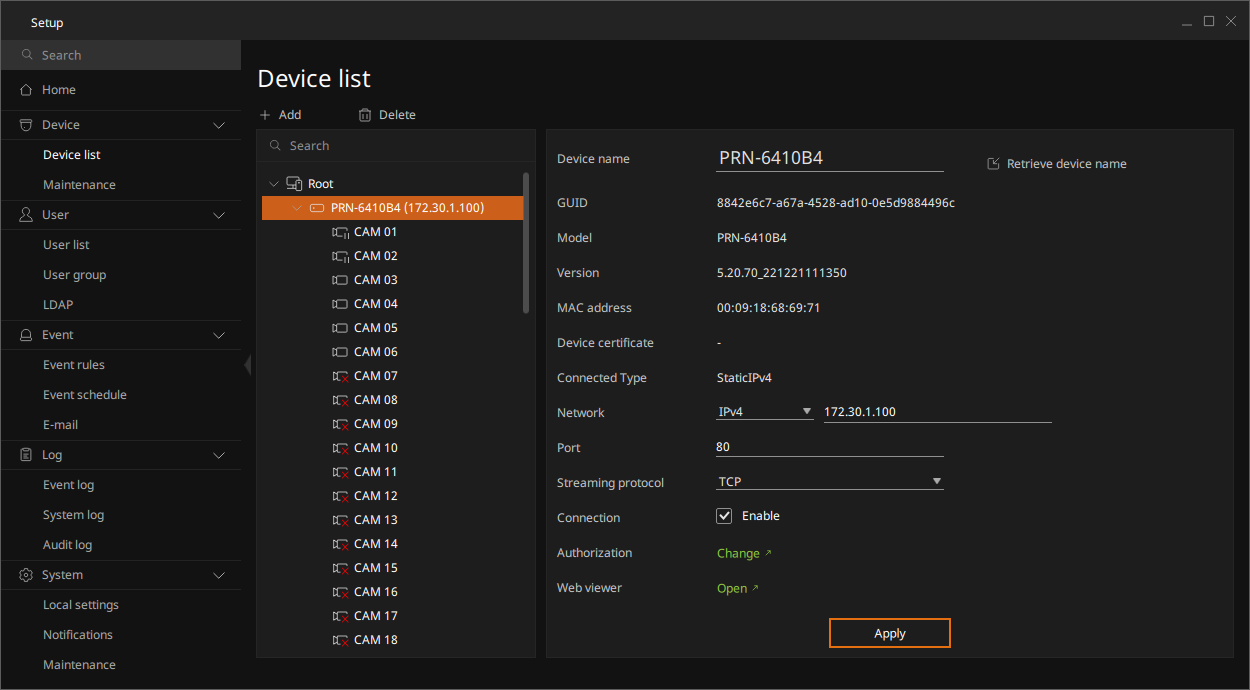 Setup
Search
Home
Device
Device list
Maintenance
User
User list
User group
LDAP
Event
Event rules
Event schedule
E-mail
Log
Event log
System log
Audit log
System
Local settings
Notifications
Maintenance
Device list
Add
Delete
Search
Root
PRN-6410B4 (172.30.1.100)
CAM 01
CAM 02
CAM 03
CAM 04
CAM 05
CAM 06
CAM 07
CAM 08
CAM 09
CAM 10
CAM 11
CAM 12
CAM 13
CAM 14
CAM 15
CAM 16
CAM 17
CAM 18
Device name PRN-6410B4 Retrieve device name
GUID 8842e6c7-a67a-4528-ad10-0e5d9884496c
Model PRN-6410B4
Version 5.20.70_221221111350
MAC address 00:09:18:68:69:71
Device certificate -
Connected Type StaticIPv4
Network IPv4 172.30.1.100
Port 80
Streaming protocol TCP
Connection Enable
Authorization Change
Web viewer Open
Apply